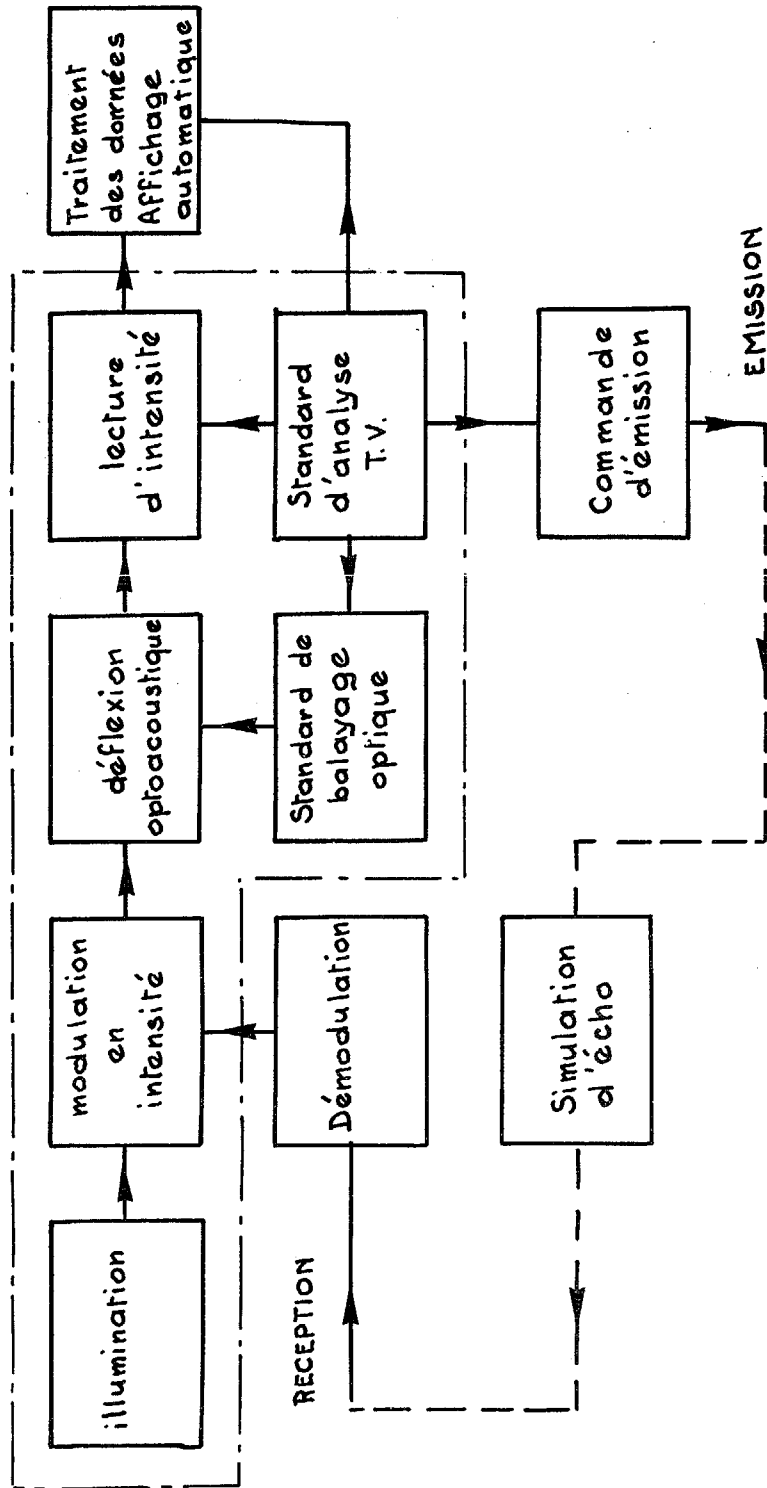 illumination
modulation
en
intensité
déflexion
optoacoustique
lecture
d'intensité
Traitement
des données
Affichage
automatique
Démodulation
Standard de
balayage
optique
Standard
d'analyse
T.V.
RECEPTION
Simulation
d'écho
Commande
d'émission
EMISSION